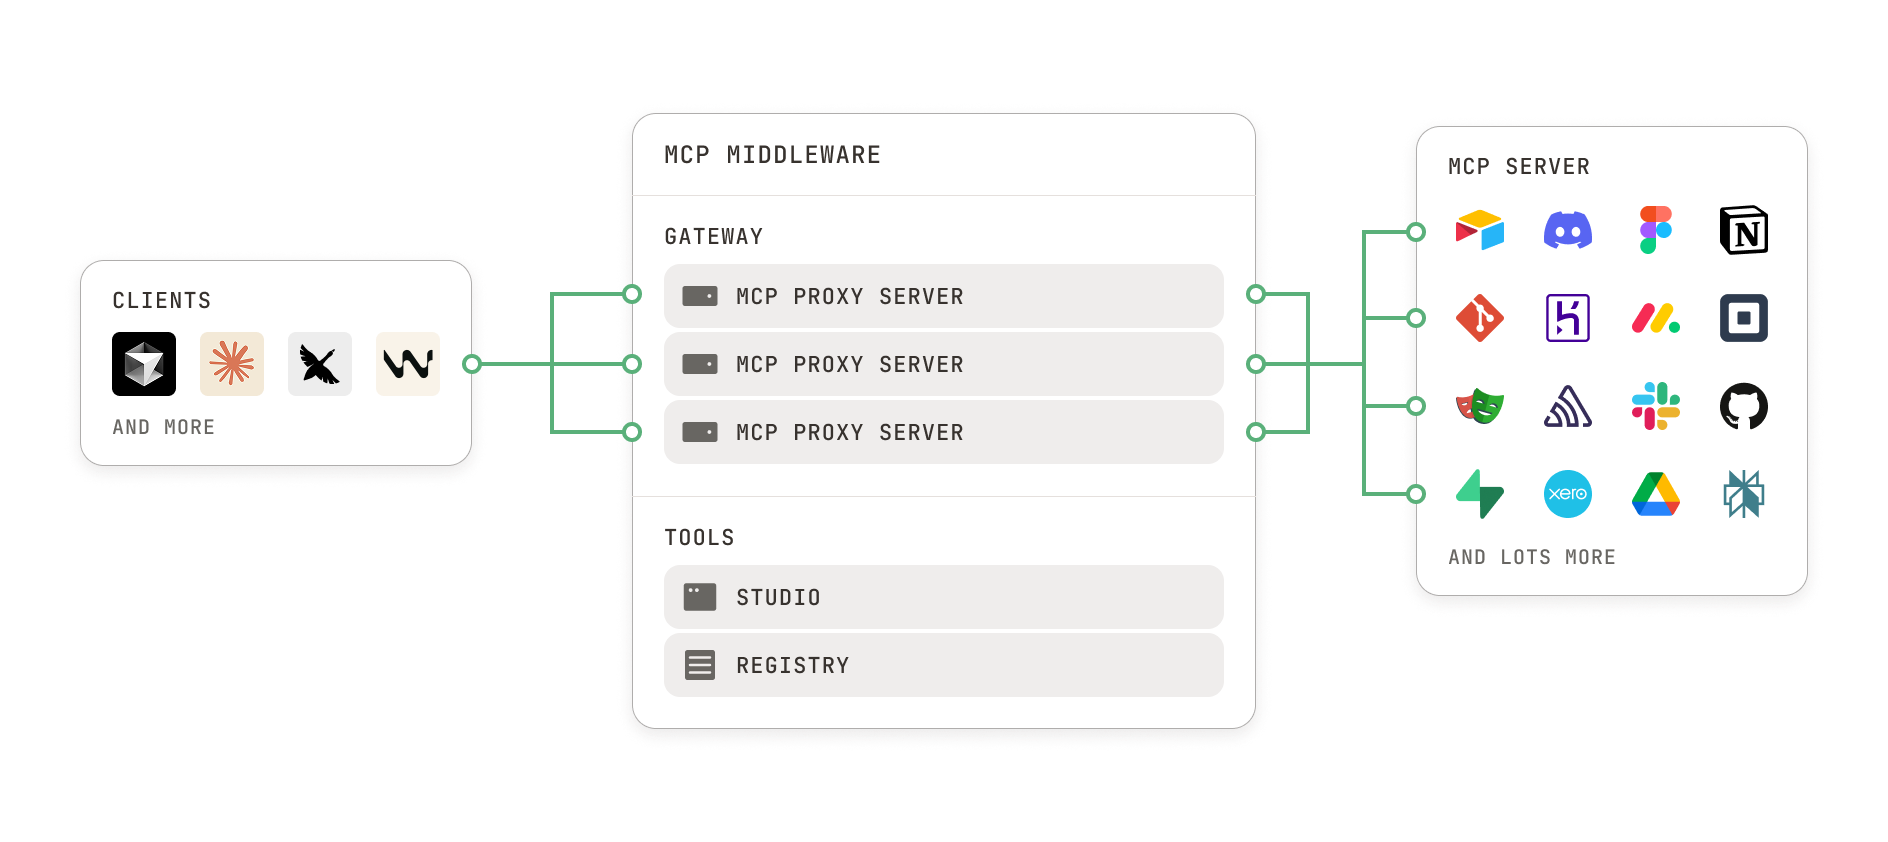 MCP MIDDLEWARE
GATEWAY
MCP PROXY SERVER
MCP PROXY SERVER
MCP PROXY SERVER
TOOLS
STUDIO
REGISTRY
CLIENTS
AND MORE
MCP SERVER
N
xero
AND LOTS MORE